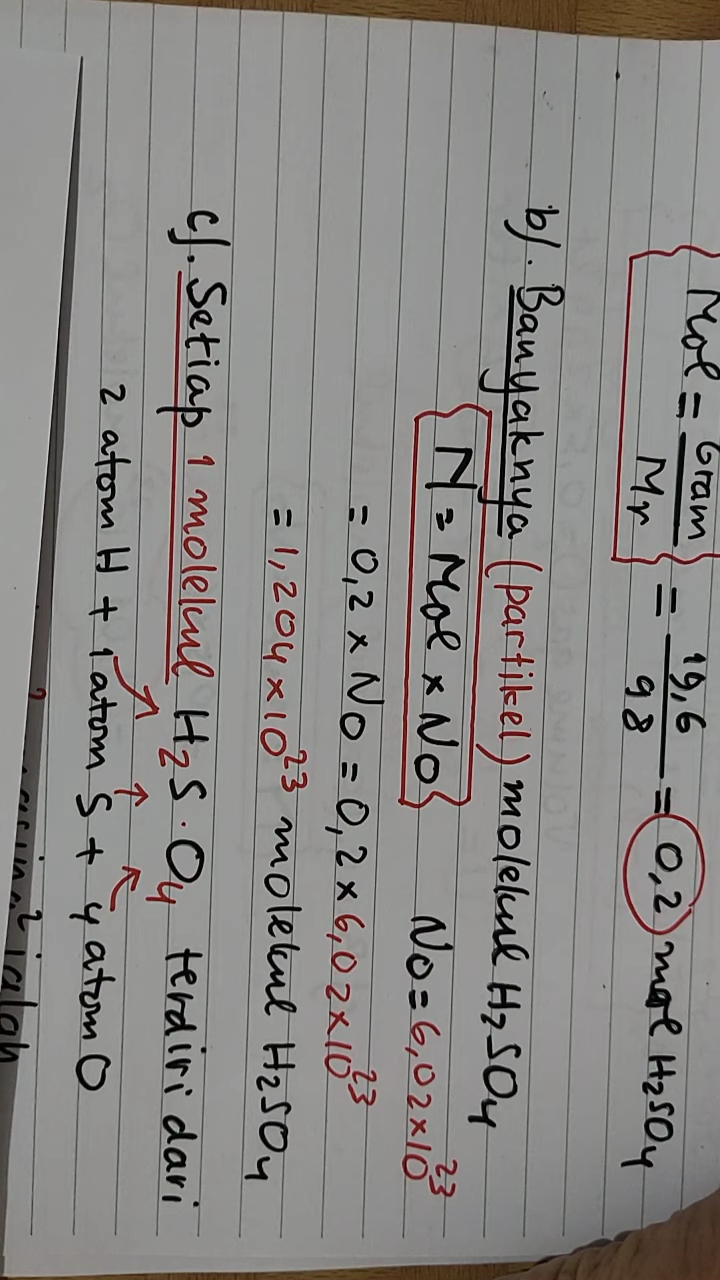 Mol = Gram / Mr = 19,6 / 98 = 0,2 mol H₂SO₄
b/. Banyaknya (partikel) molekul H₂SO₄
N = Mol × No No = 6,02 × 10²³
= 0,2 × No = 0,2 × 6,02 × 10²³
= 1,204 × 10²³ molekul H₂SO₄
c/. Setiap 1 molekul H₂S.O₄ terdiri dari
2 atom H + 1 atom S + 4 atom O
ialah